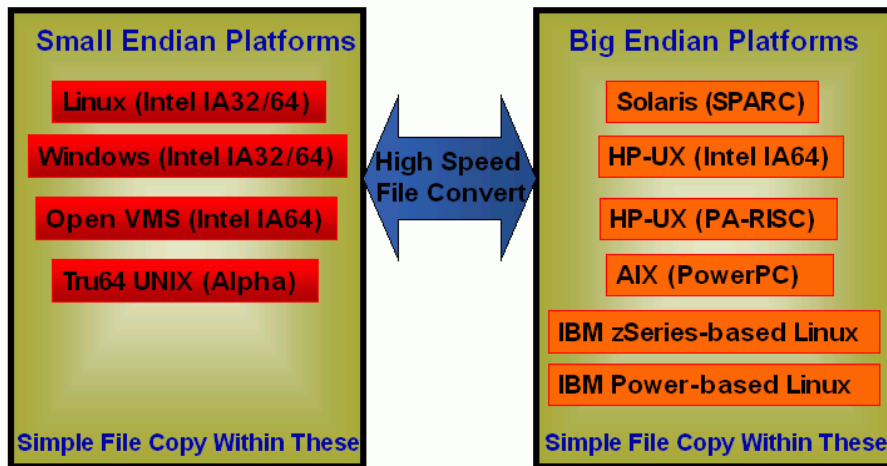 Small Endian Platforms
Linux (Intel IA32/64)
Windows (Intel IA32/64)
Open VMS (Intel IA64)
Tru64 UNIX (Alpha)
Simple File Copy Within These
High Speed
File Convert
Big Endian Platforms
Solaris (SPARC)
HP-UX (Intel IA64)
HP-UX (PA-RISC)
AIX (PowerPC)
IBM zSeries-based Linux
IBM Power-based Linux
Simple File Copy Within These